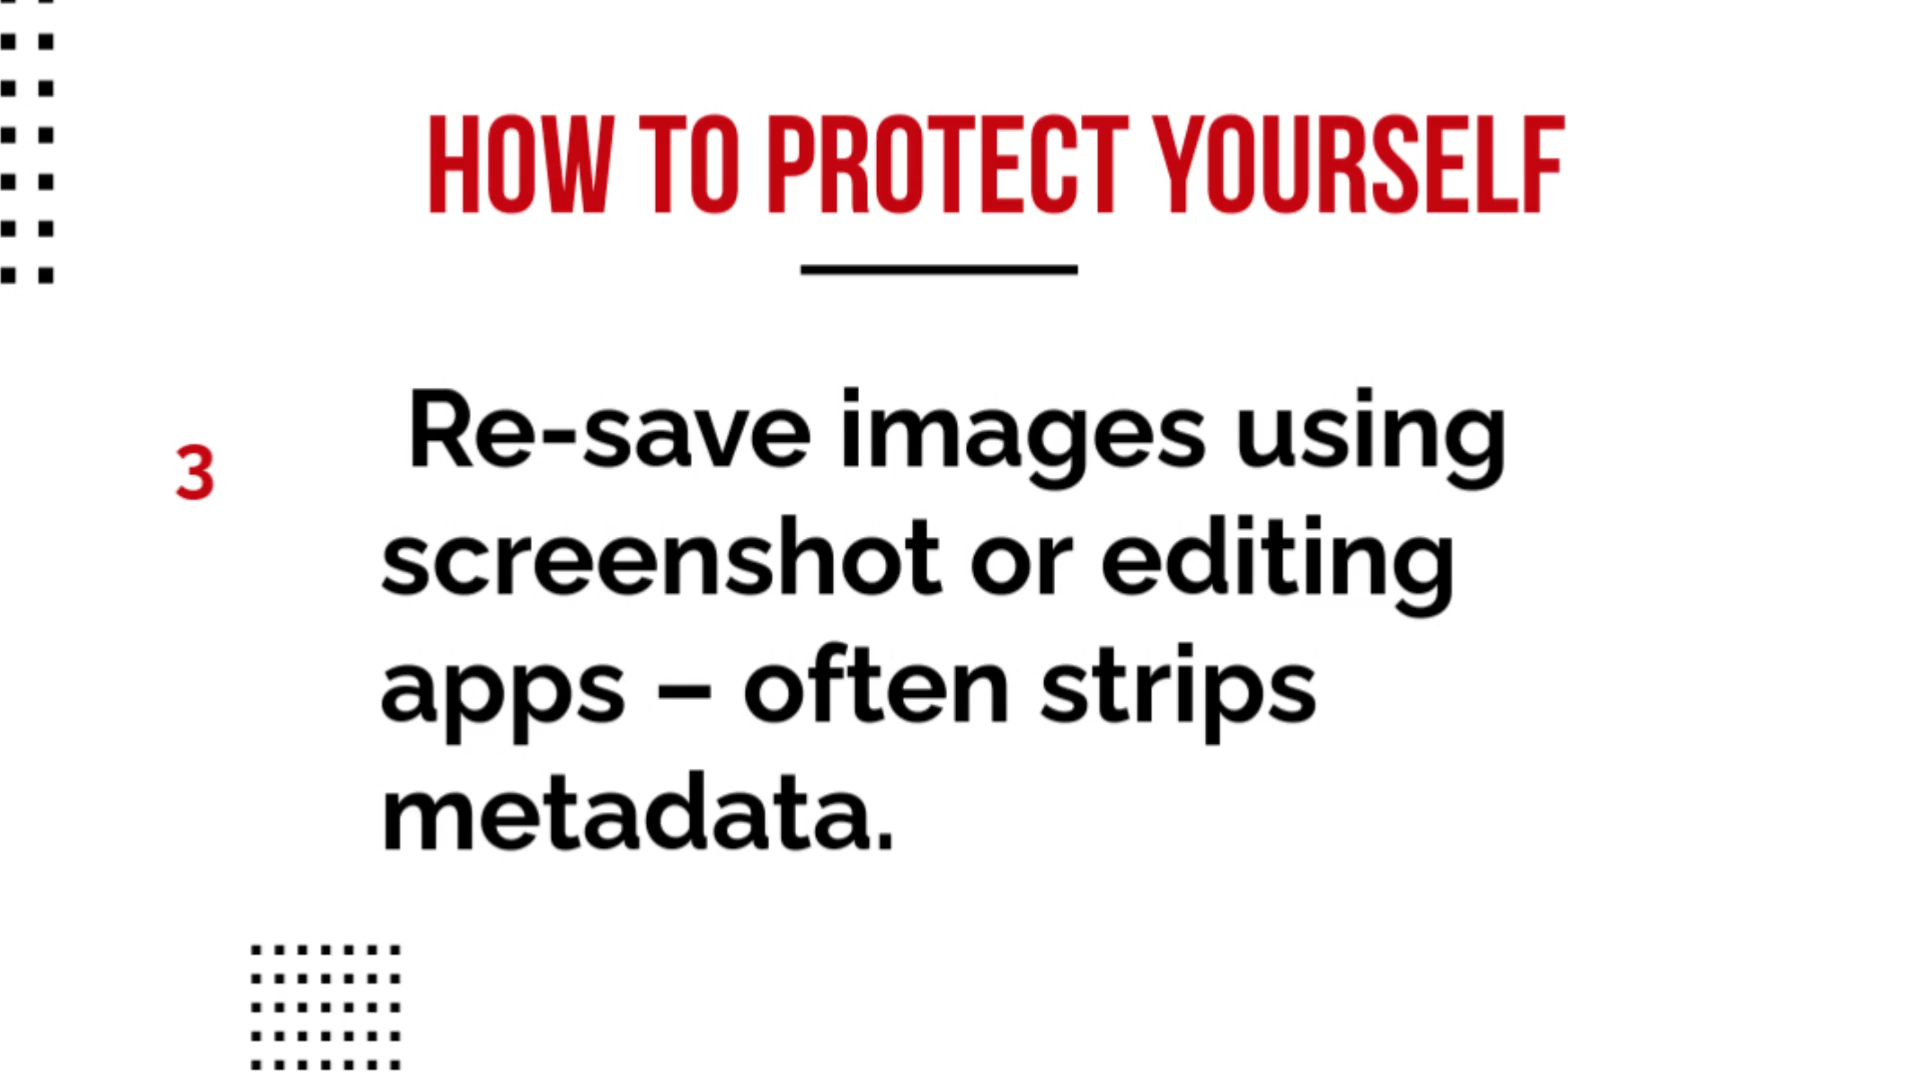 HOW TO PROTECT YOURSELF
3
Re-save images using
screenshot or editing
apps – often strips
metadata.